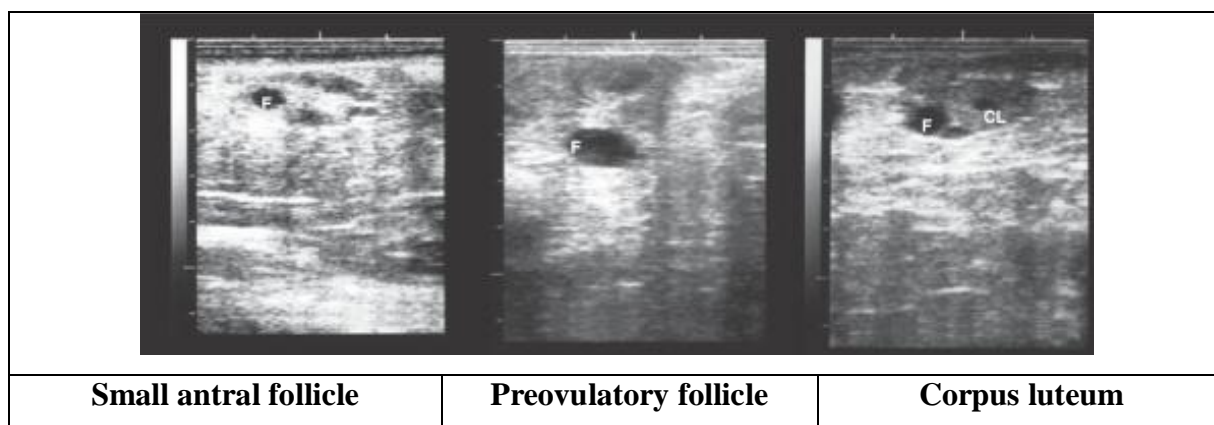 F
F
F
CL
Small antral follicle
Preovulatory follicle
Corpus luteum